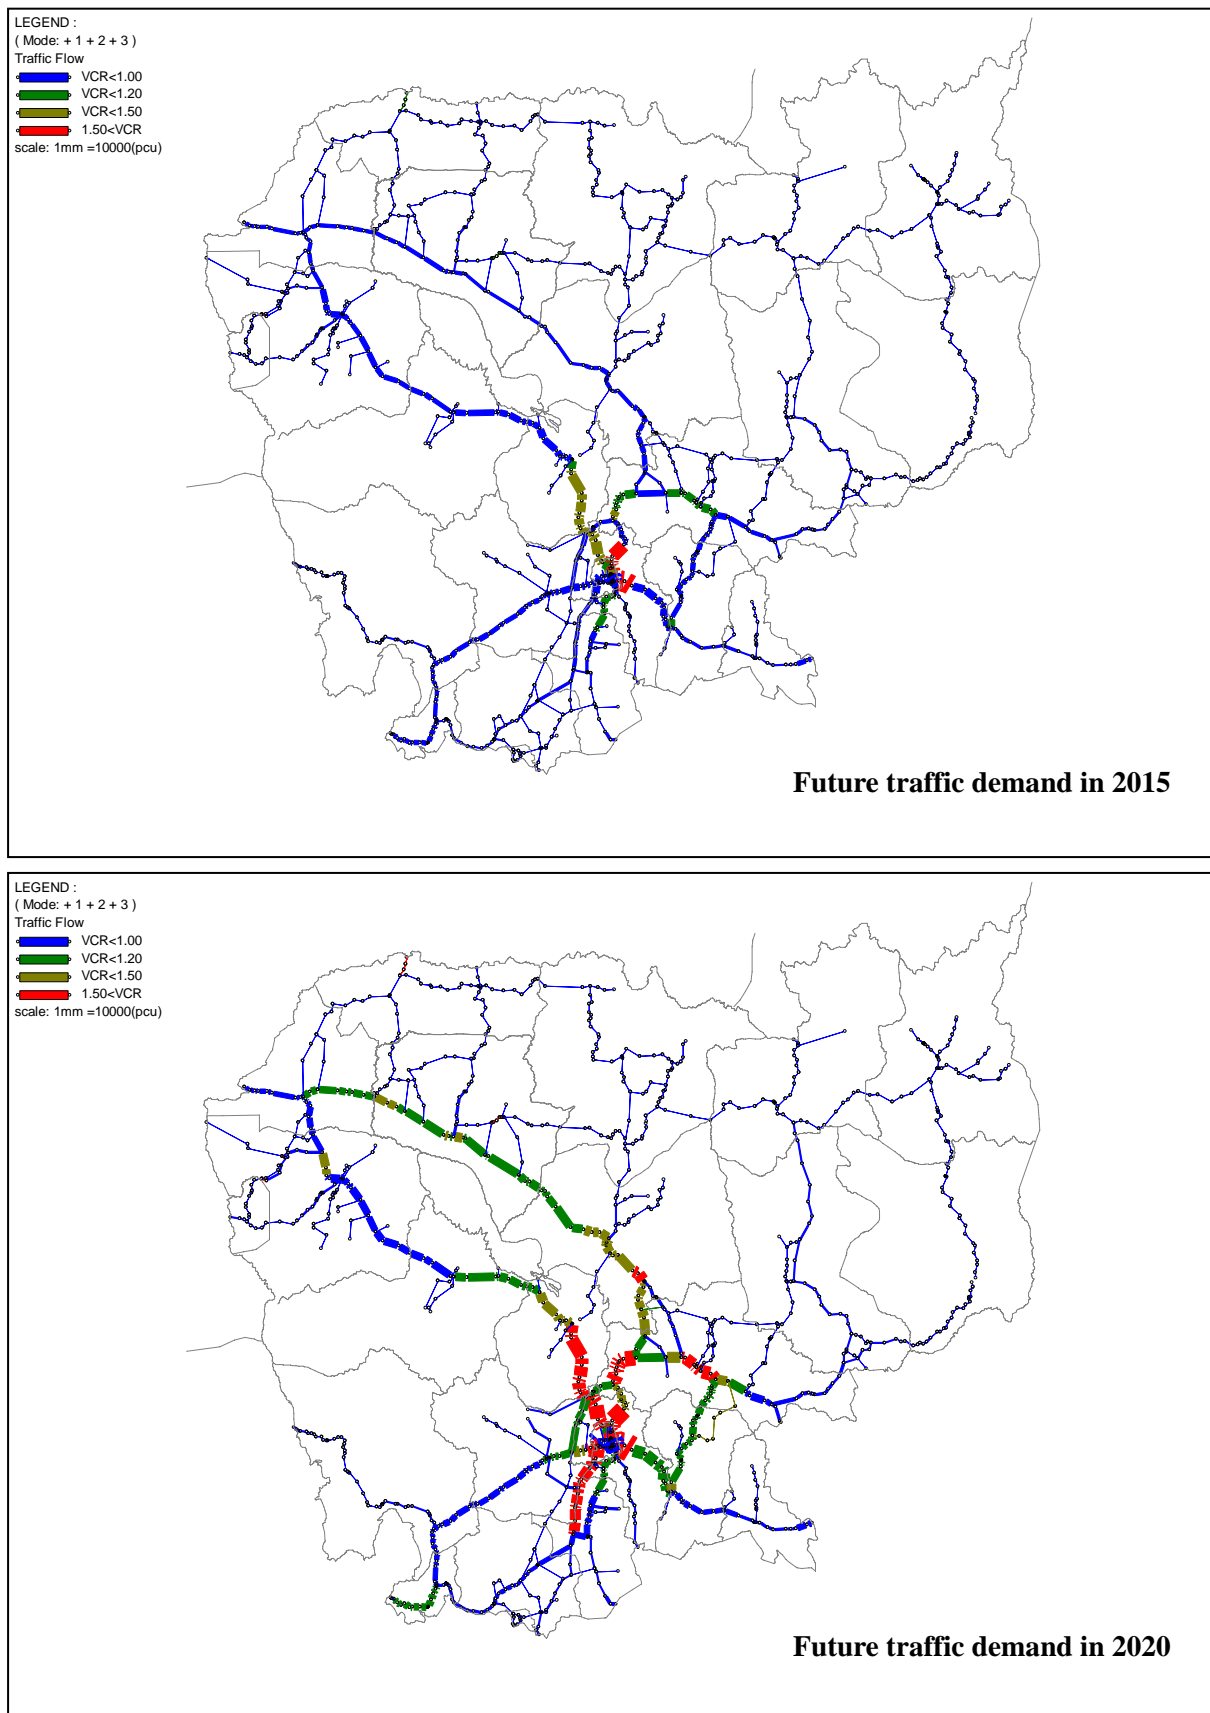 LEGEND :
( Mode: + 1 + 2 + 3 )
Traffic Flow
VCR<1.00
VCR<1.20
VCR<1.50
1.50<VCR
scale: 1mm =10000(pcu)
Future traffic demand in 2015
LEGEND :
( Mode: + 1 + 2 + 3 )
Traffic Flow
VCR<1.00
VCR<1.20
VCR<1.50
1.50<VCR
scale: 1mm =10000(pcu)
Future traffic demand in 2020